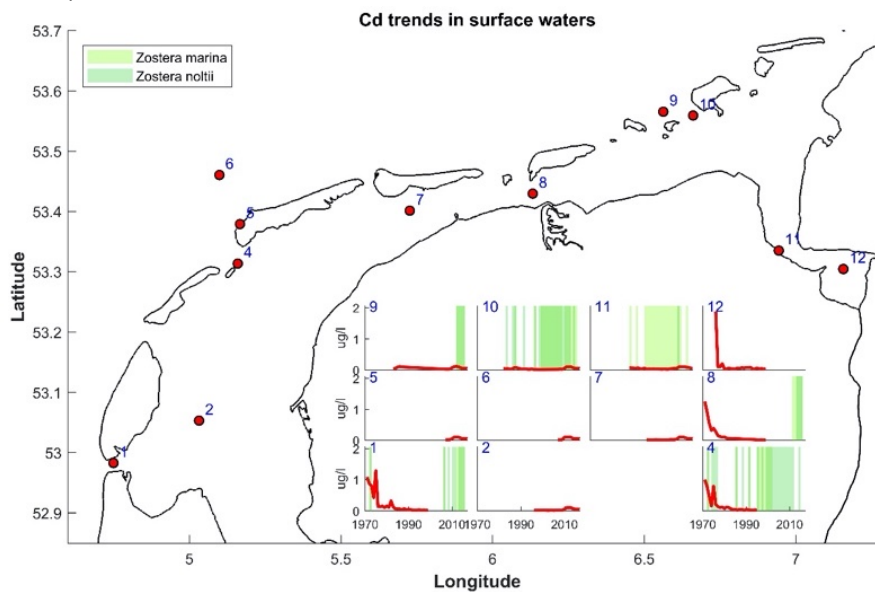 Cd trends in surface waters
53.7
53.6
53.5
53.4
53.3
53.2
53.1
53
52.9
Latitude
Zostera marina
Zostera noltii
9
10
6
5
7
8
4
11
12
2
1
9 10 11 12
2
1
0
ug/l
5 6 7 8
2
1
0
ug/l
1 2 4
2
1
0
ug/l
1970 1990 2010 1970 1990 2010 1970 1990 2010
5 5.5 6 6.5 7
Longitude